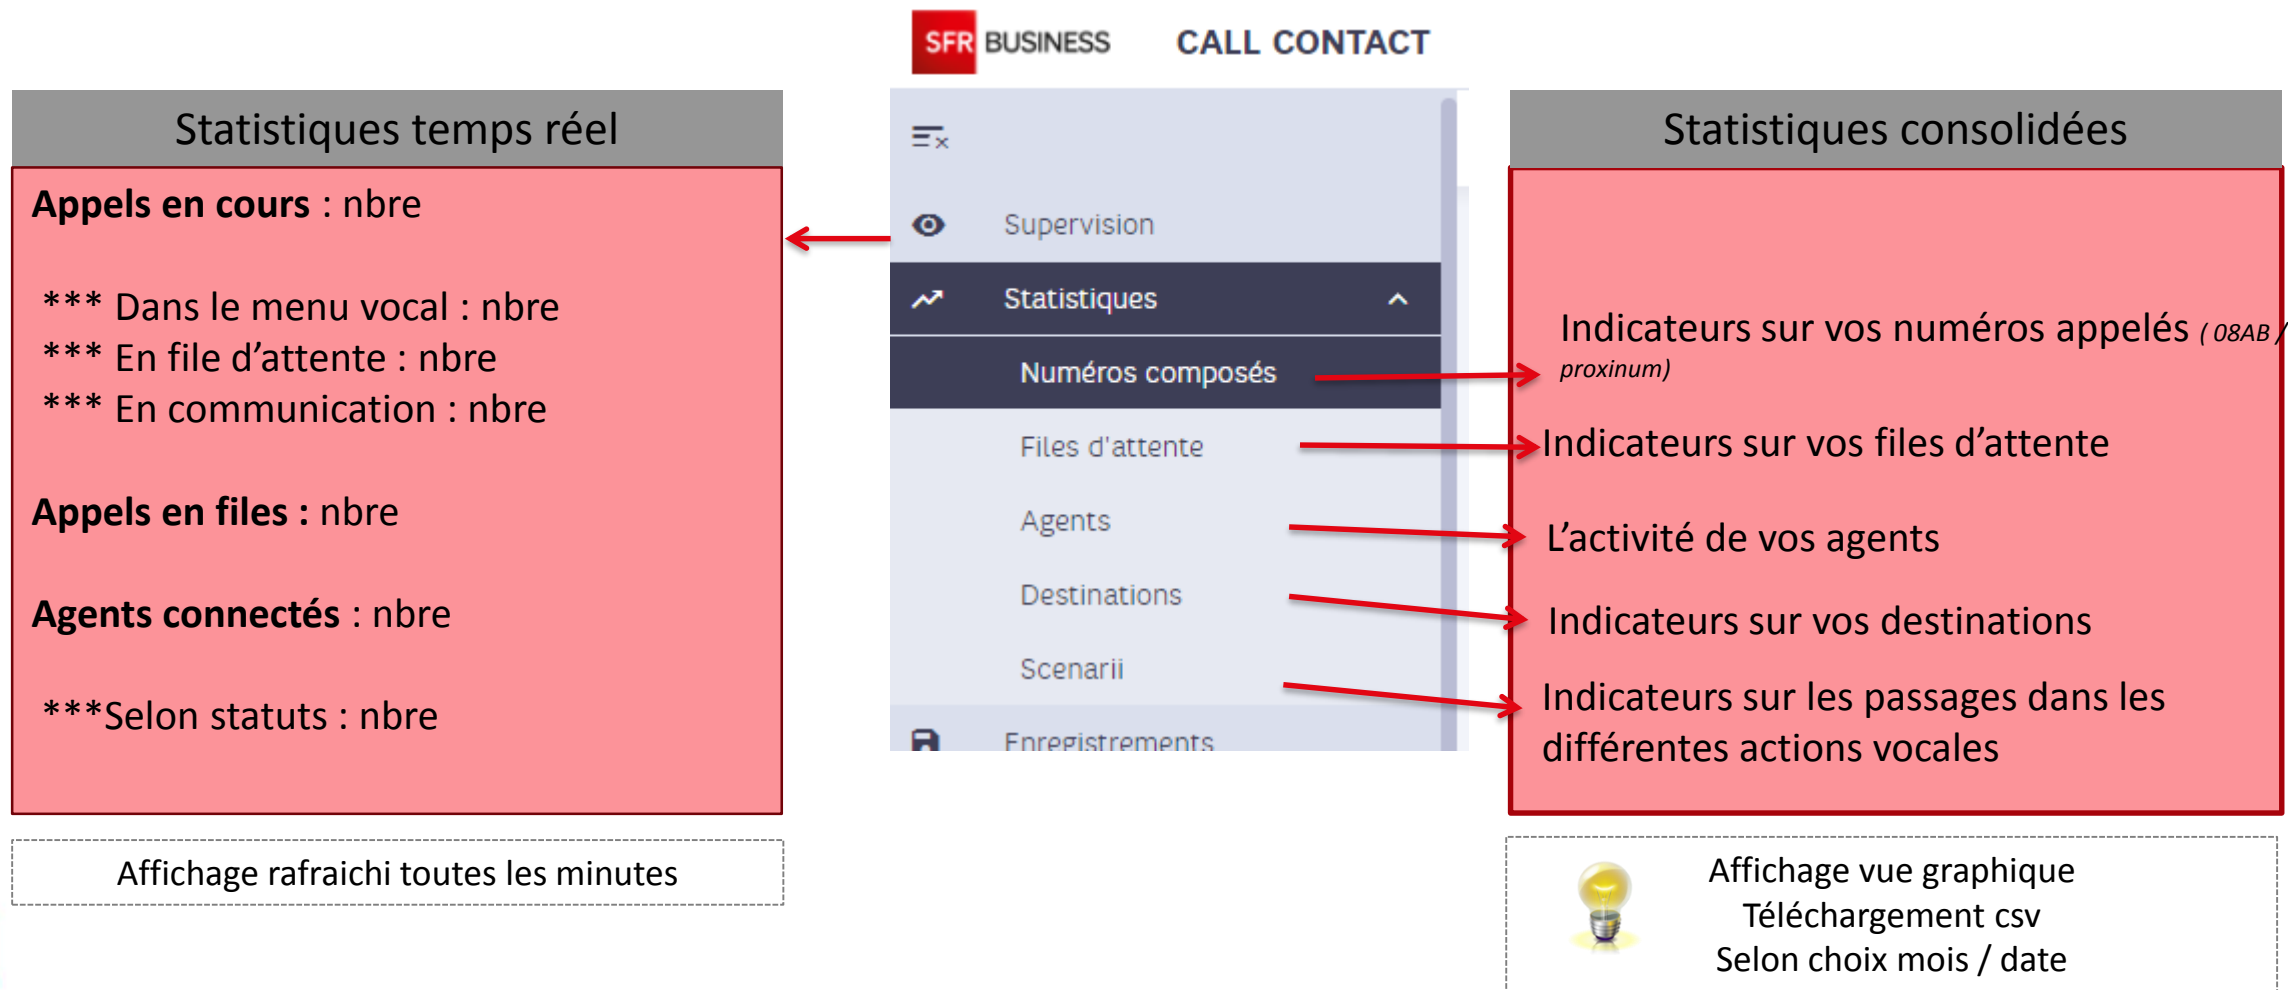 SFR BUSINESS CALL CONTACT
Statistiques temps réel
Appels en cours : nbre
*** Dans le menu vocal : nbre
*** En file d’attente : nbre
*** En communication : nbre
Appels en files : nbre
Agents connectés : nbre
***Selon statuts : nbre
Affichage rafraichi toutes les minutes
Supervision
Statistiques
Numéros composés
Files d'attente
Agents
Destinations
Scenarii
Enregistrements
Statistiques consolidées
Indicateurs sur vos numéros appelés ( 08AB /
proxinum)
Indicateurs sur vos files d’attente
L’activité de vos agents
Indicateurs sur vos destinations
Indicateurs sur les passages dans les
différentes actions vocales
Affichage vue graphique
Téléchargement csv
Selon choix mois / date